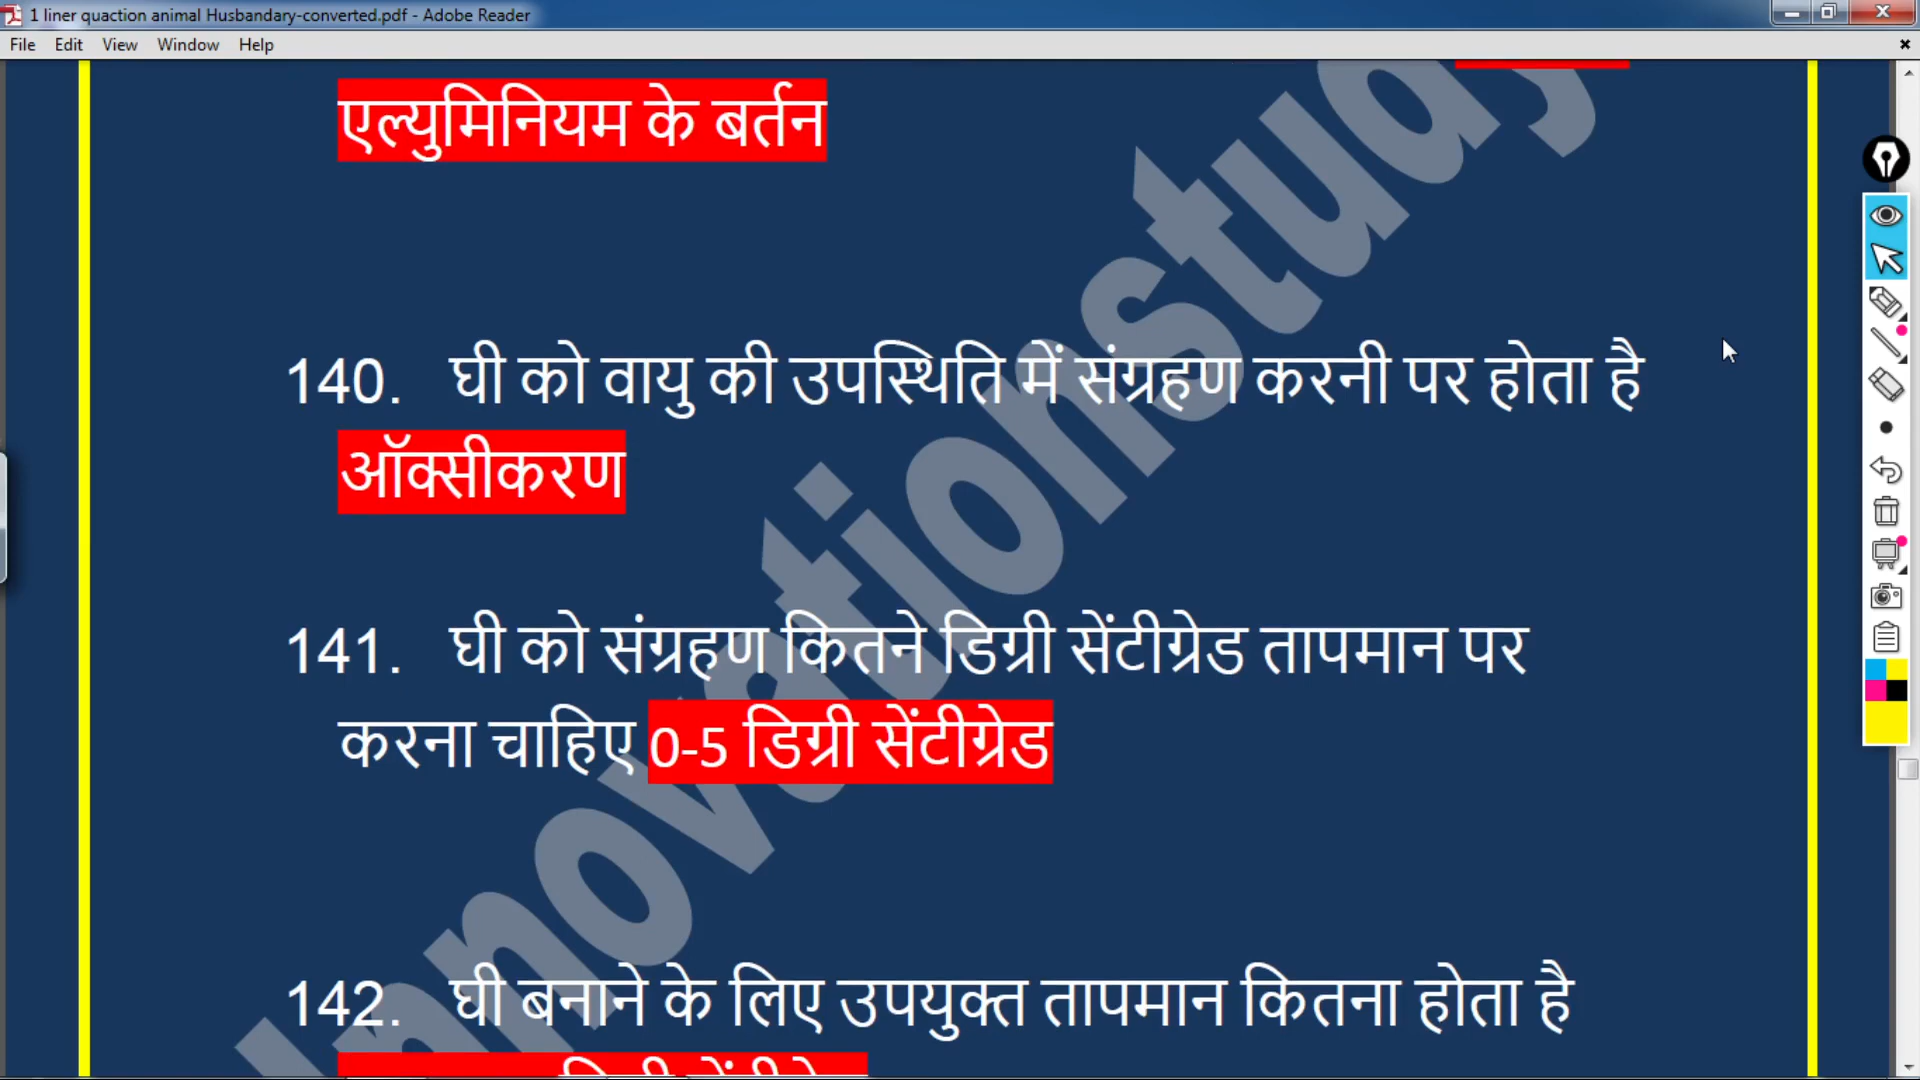 1 liner quaction animal Husbandary-converted.pdf - Adobe Reader
File Edit View Window Help
एल्युमिनियम के बर्तन
140. घी को वायु की उपस्थिति में संग्रहण करनी पर होता है
ऑक्सीकरण
141. घी को संग्रहण कितने डिग्री सेंटीग्रेड तापमान पर
करना चाहिए 0-5 डिग्री सेंटीग्रेड
142. घी बनाने के लिए उपयुक्त तापमान कितना होता है
Innovationstudy